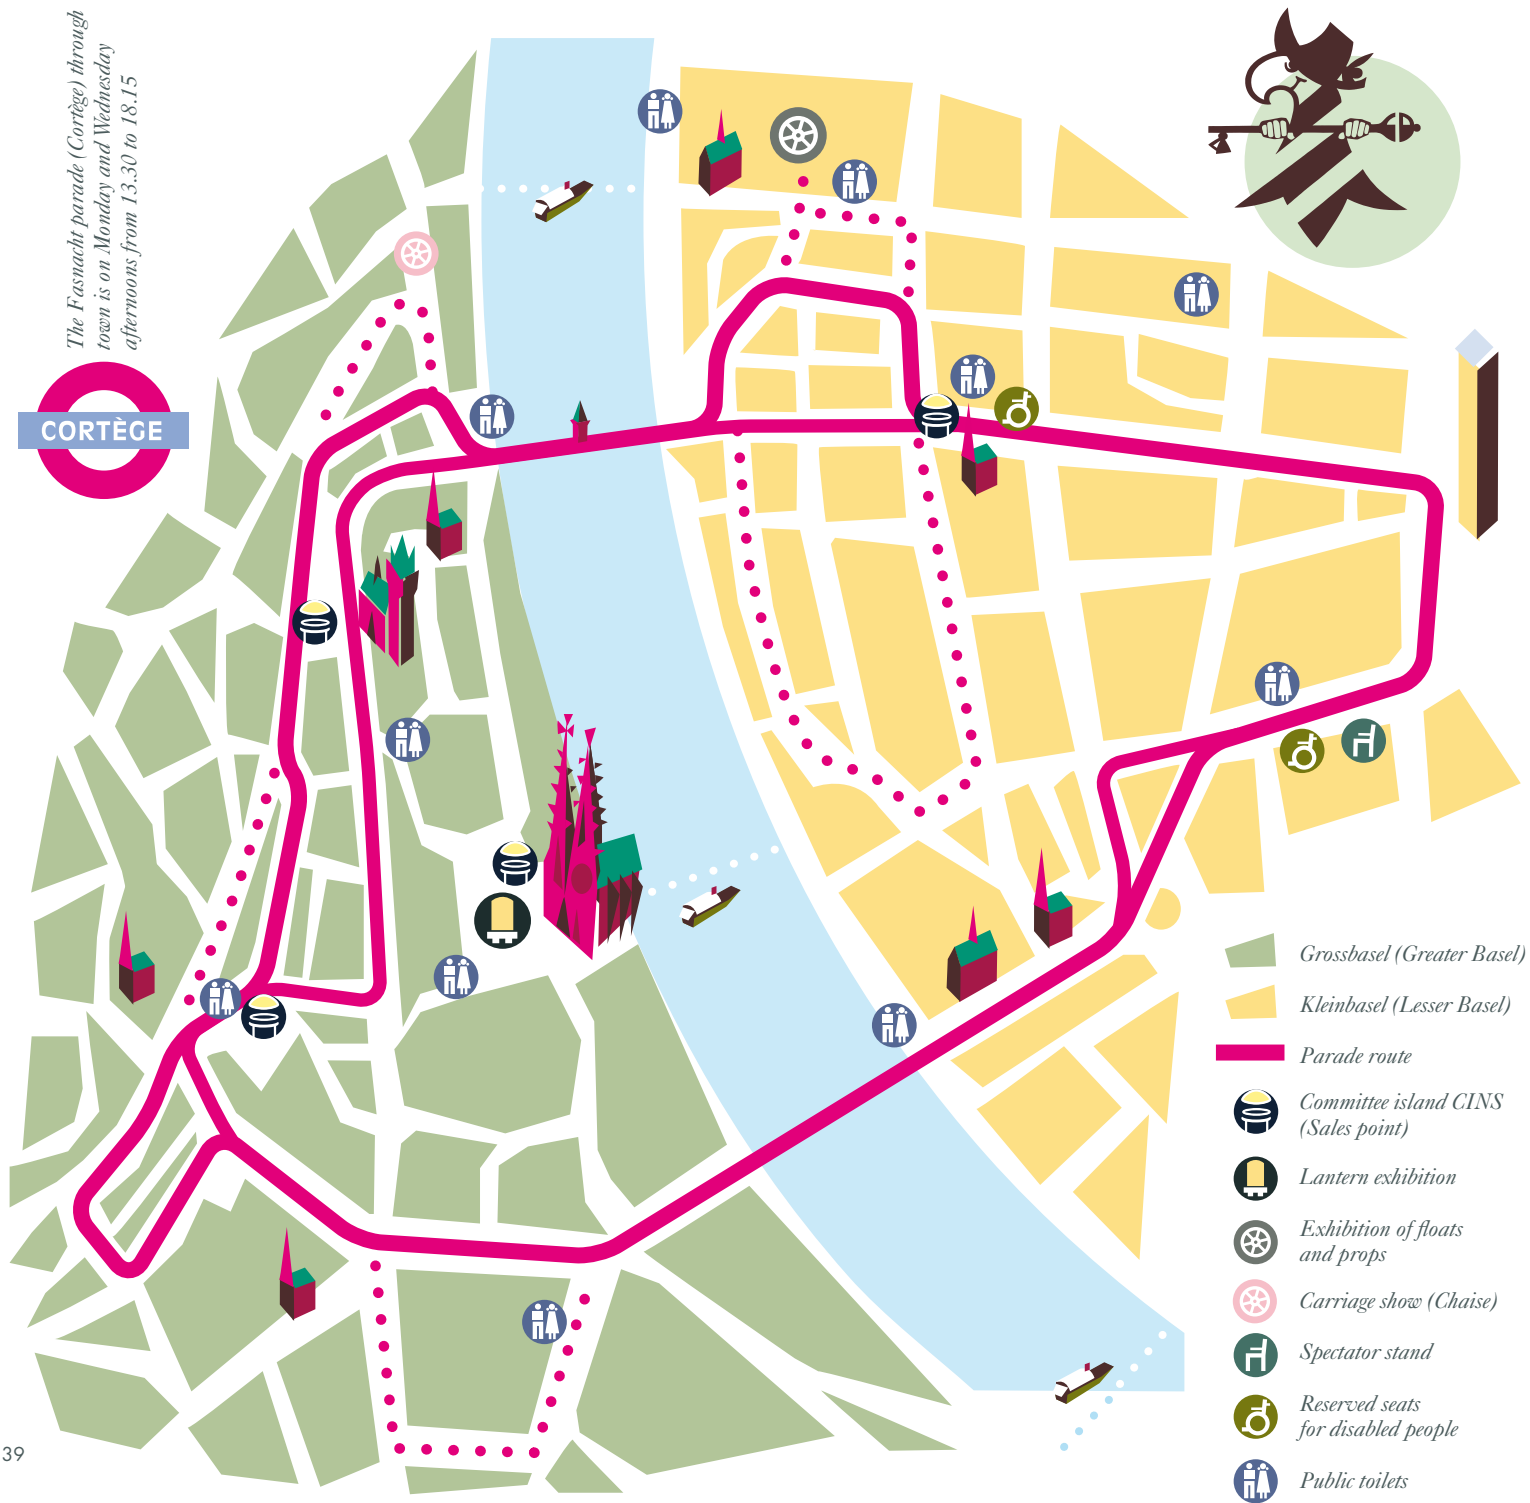 The Fasnacht parade (Cortège) through
town is on Monday and Wednesday
afternoons from 13.30 to 18.15
CORTÈGE
Grossbasel (Greater Basel)
Kleinbasel (Lesser Basel)
Parade route
Committee island CINS
(Sales point)
Lantern exhibition
Exhibition of floats
and props
Carriage show (Chaise)
Spectator stand
Reserved seats
for disabled people
Public toilets
39